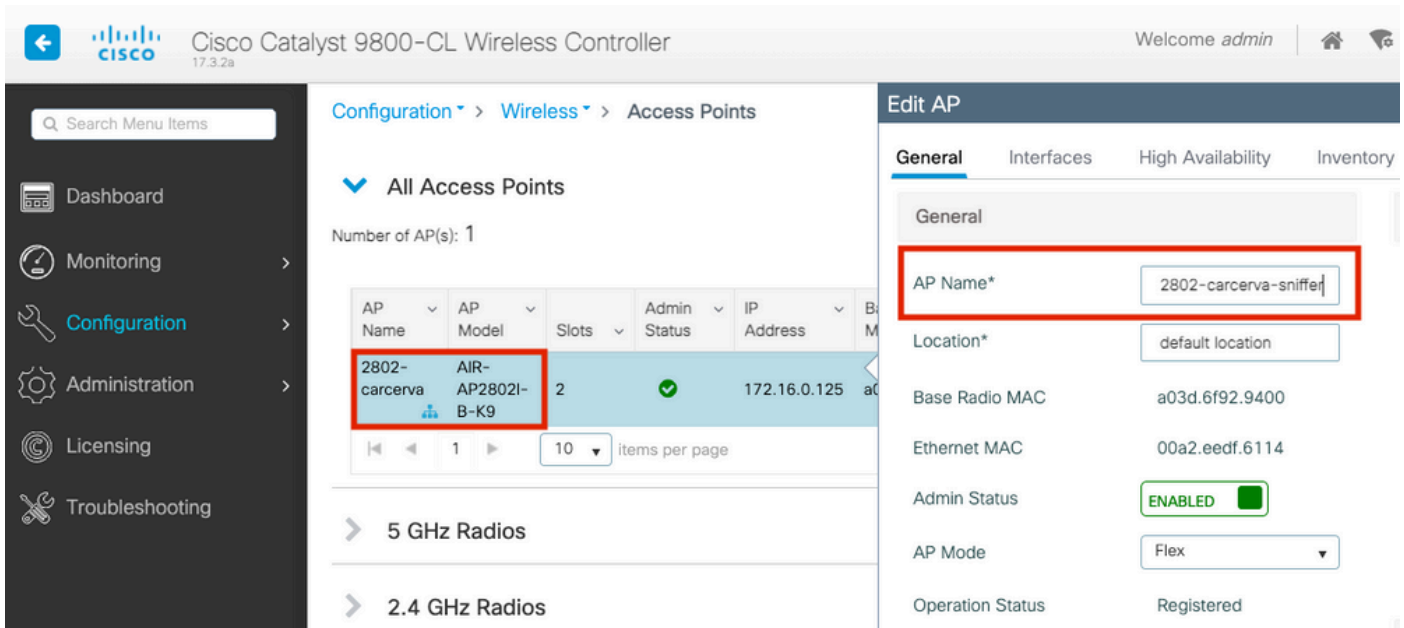 CISCO
Cisco Catalyst 9800-CL Wireless Controller
17.3.2a
Welcome admin
Search Menu Items
Dashboard
Monitoring
Configuration
Administration
Licensing
Troubleshooting
Configuration > Wireless > Access Points
All Access Points
Number of AP(s): 1
AP Name AP Model Slots Admin Status IP Address
2802-carcerva AIR-AP2802I-B-K9 2 172.16.0.125
1 10 items per page
5 GHz Radios
2.4 GHz Radios
Edit AP
General Interfaces High Availability Inventory
General
AP Name* 2802-carcerva-sniffer
Location* default location
Base Radio MAC a03d.6f92.9400
Ethernet MAC 00a2.eedf.6114
Admin Status ENABLED
AP Mode Flex
Operation Status Registered